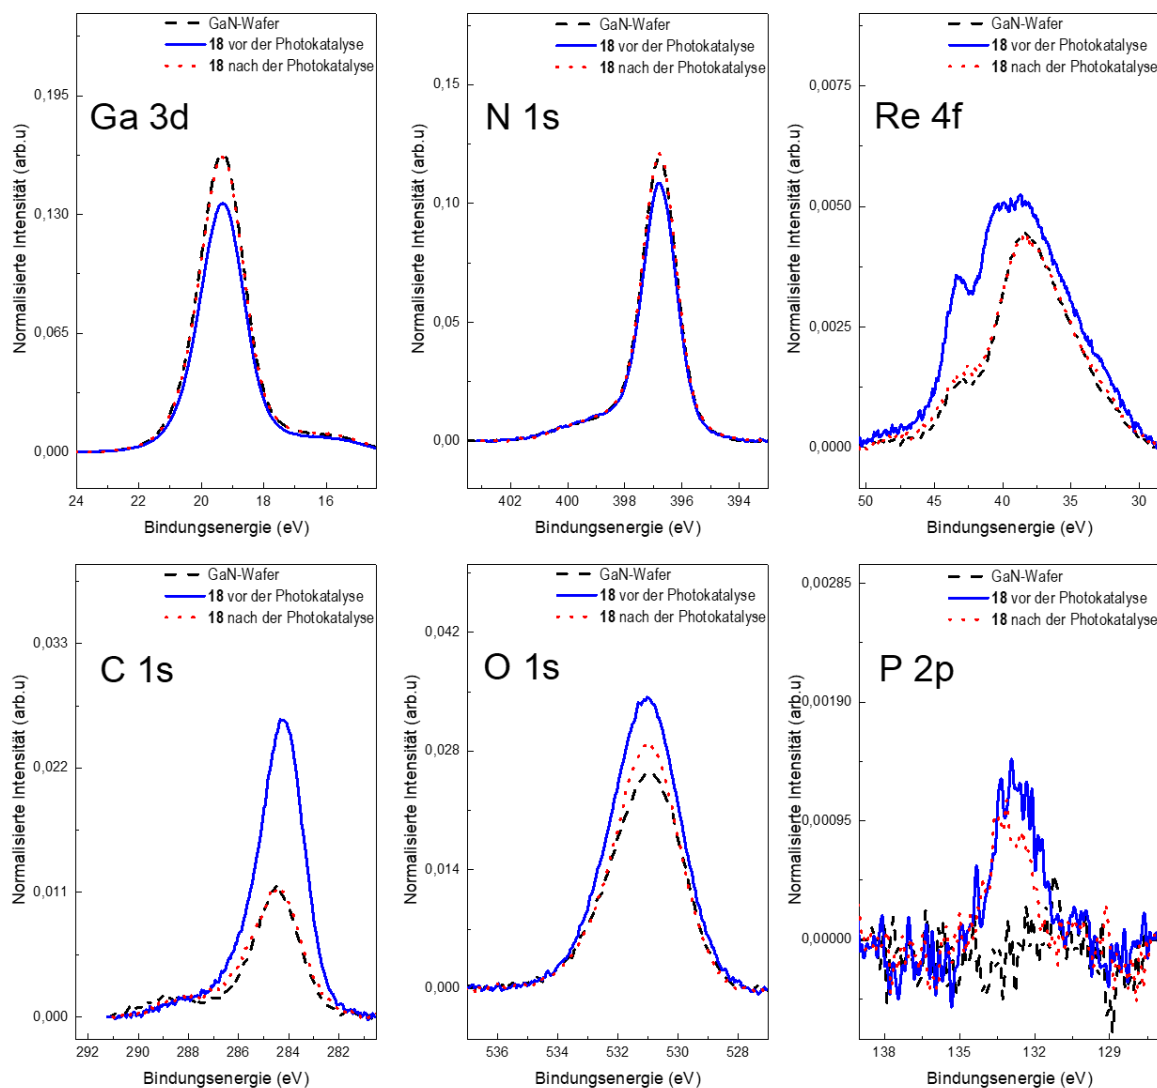 GaN-Wafer
18 vor der Photokatalyse
18 nach der Photokatalyse
Ga 3d
Normalisierte Intensität (arb.u)
0,195
0,130
0,065
0,000
24 22 20 18 16
Bindungsenergie (eV)
GaN-Wafer
18 vor der Photokatalyse
18 nach der Photokatalyse
N 1s
Normalisierte Intensität (arb.u)
0,15
0,10
0,05
0,00
402 400 398 396 394
Bindungsenergie (eV)
GaN-Wafer
18 vor der Photokatalyse
18 nach der Photokatalyse
Re 4f
Normalisierte Intensität (arb.u)
0,0075
0,0050
0,0025
0,0000
50 45 40 35 30
Bindungsenergie (eV)
GaN-Wafer
18 vor der Photokatalyse
18 nach der Photokatalyse
C 1s
Normalisierte Intensität (arb.u)
0,033
0,022
0,011
0,000
292 290 288 286 284 282
Bindungsenergie (eV)
GaN-Wafer
18 vor der Photokatalyse
18 nach der Photokatalyse
O 1s
Normalisierte Intensität (arb.u)
0,042
0,028
0,014
0,000
536 534 532 530 528
Bindungsenergie (eV)
GaN-Wafer
18 vor der Photokatalyse
18 nach der Photokatalyse
P 2p
Normalisierte Intensität (arb.u)
0,00285
0,00190
0,00095
0,00000
138 135 132 129
Bindungsenergie (eV)